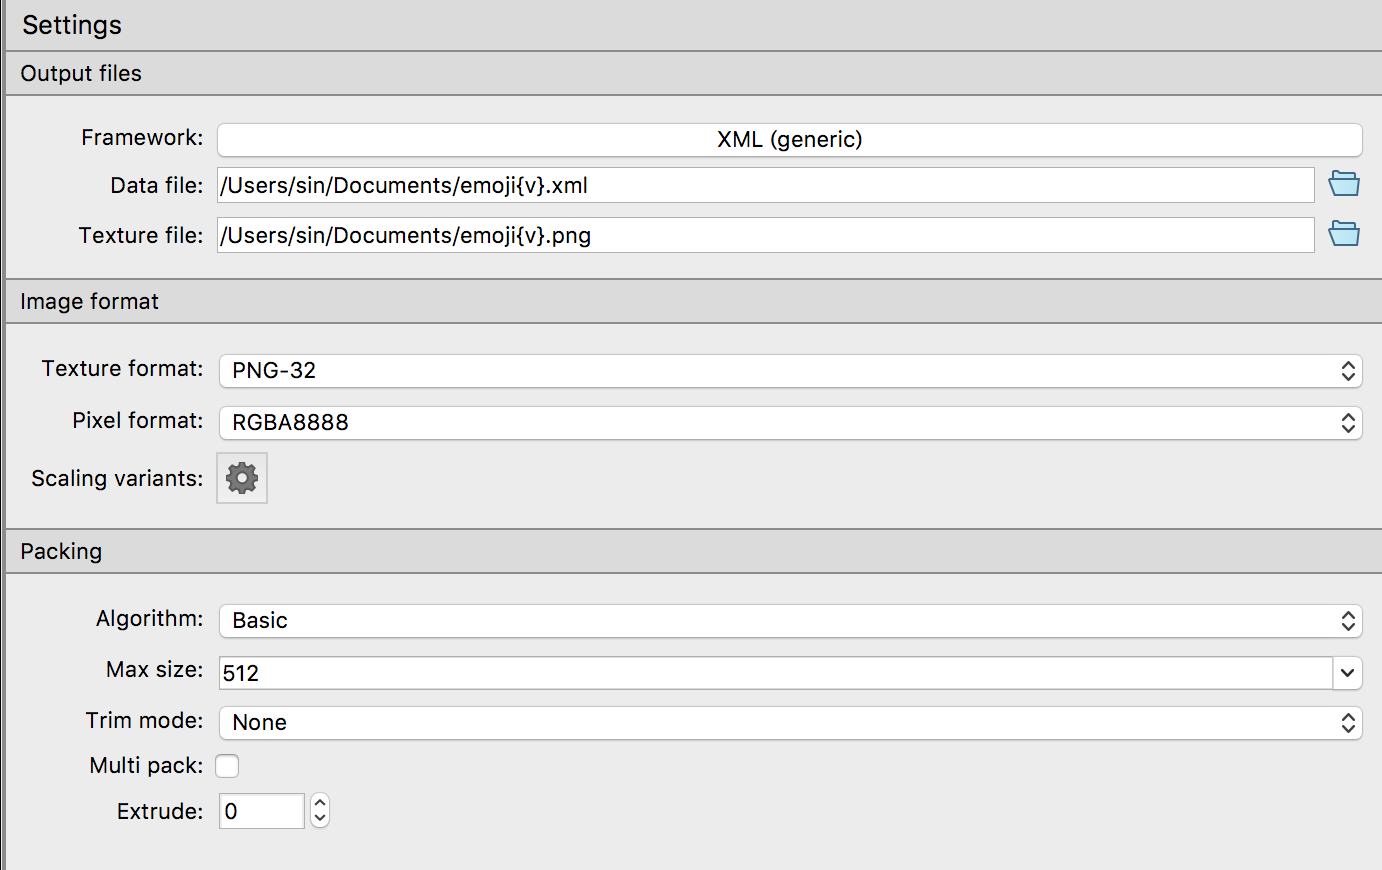 Settings
Output files
Framework: XML (generic)
Data file: /Users/sin/Documents/emoji{v}.xml
Texture file: /Users/sin/Documents/emoji{v}.png
Image format
Texture format: PNG-32
Pixel format: RGBA8888
Scaling variants:
Packing
Algorithm: Basic
Max size: 512
Trim mode: None
Multi pack:
Extrude: 0